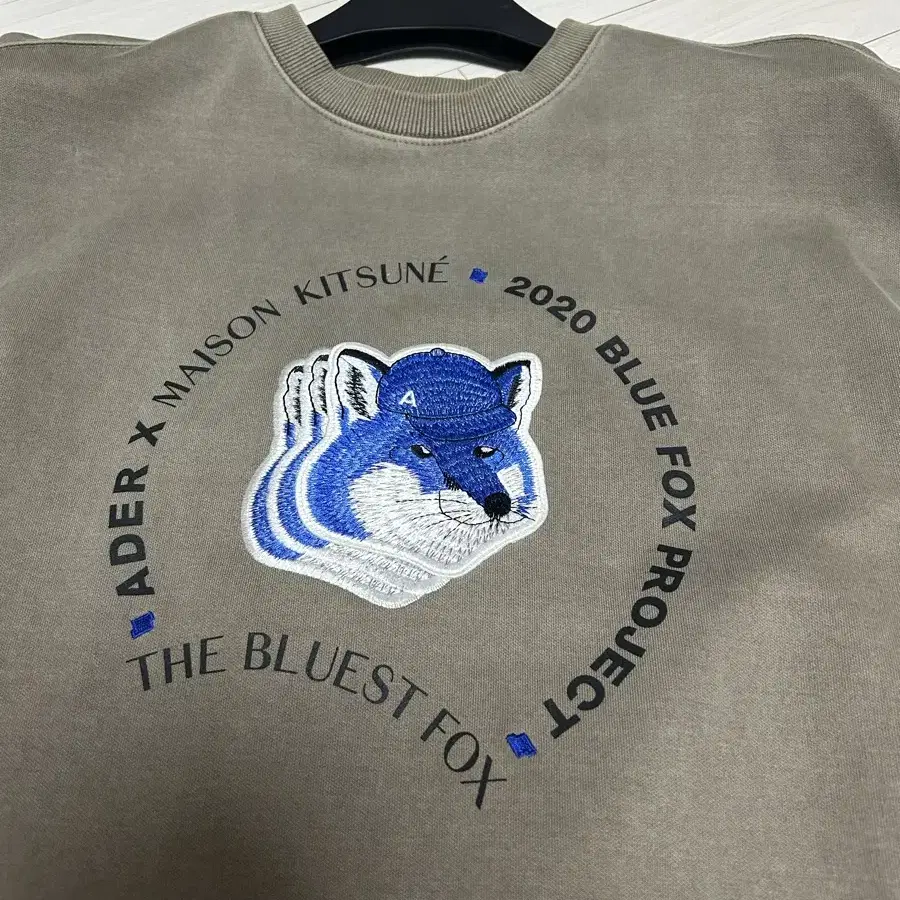 ADER X MAISON KITSUNÉ
2020 BLUE FOX PROJECT
THE BLUEST FOX
A